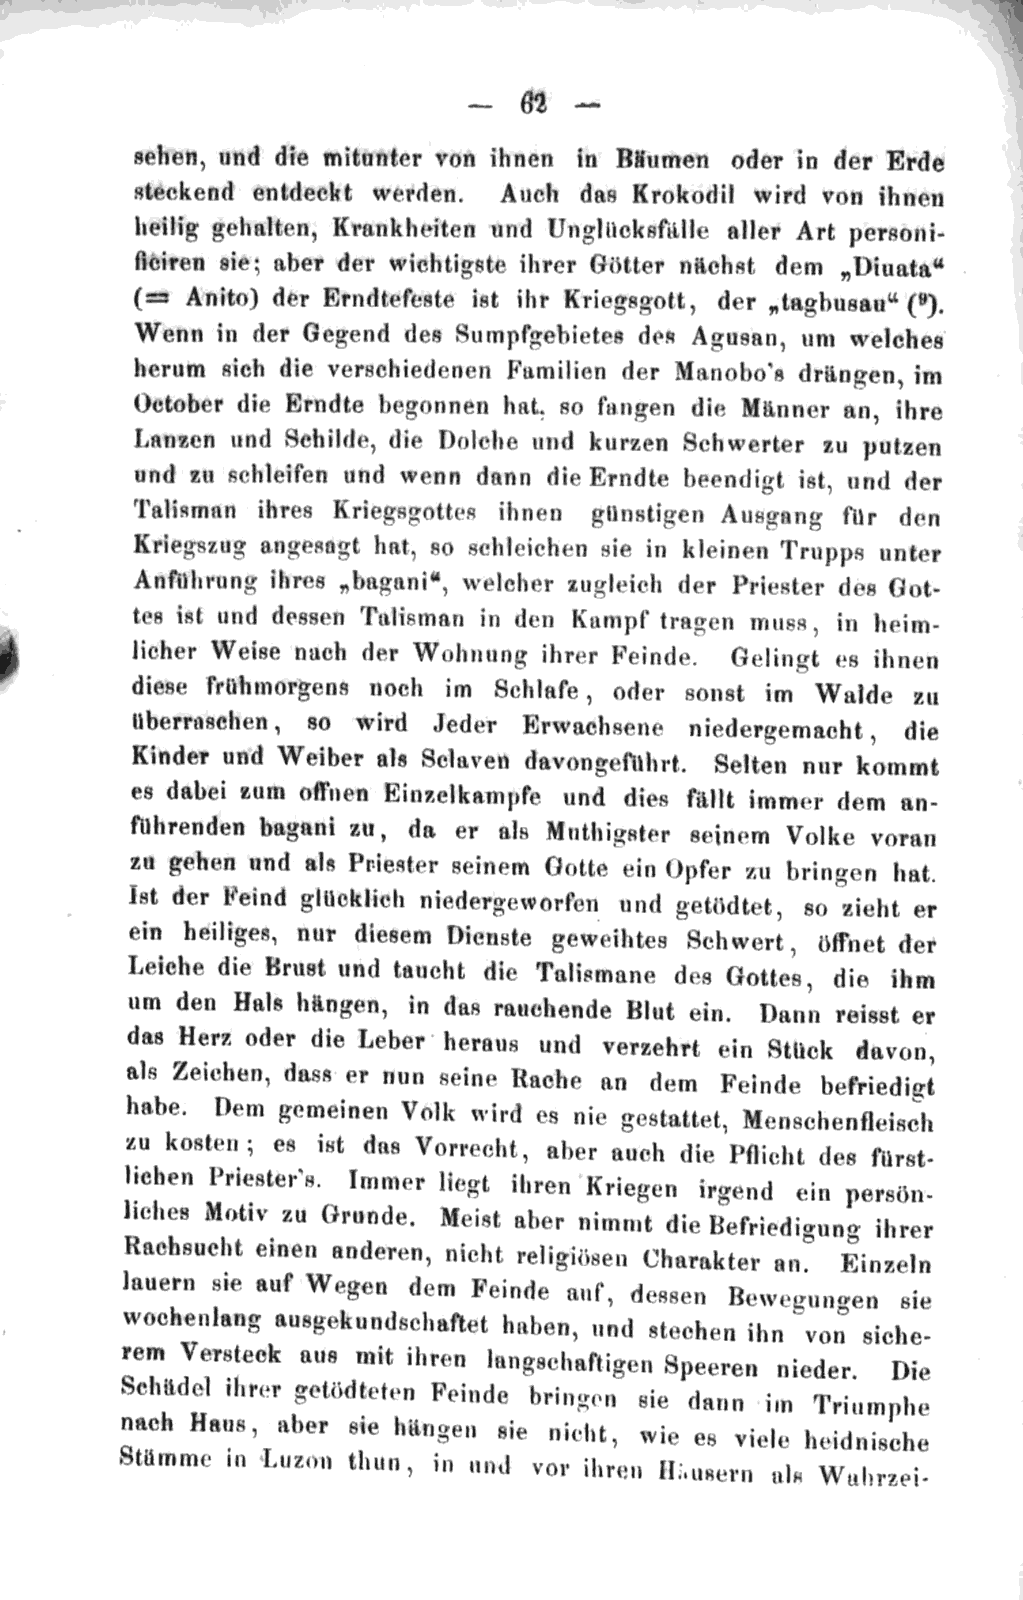 — 62 —
sehen, und die mitunter von ihnen in Bäumen oder in der Erde
steckend entdeckt werden. Auch das Krokodil wird von ihnen
heilig gehalten, Krankheiten und Unglücksfälle aller Art personi-
ficiren sie; aber der wichtigste ihrer Götter nächst dem „Diuata“
(= Anito) der Erndtefeste ist ihr Kriegsgott, der „tagbusau“ (⁹).
Wenn in der Gegend des Sumpfgebietes des Agusan, um welches
herum sich die verschiedenen Familien der Manobo's drängen, im
October die Erndte begonnen hat, so fangen die Männer an, ihre
Lanzen und Schilde, die Dolche und kurzen Schwerter zu putzen
und zu schleifen und wenn dann die Erndte beendigt ist, und der
Talisman ihres Kriegsgottes ihnen günstigen Ausgang für den
Kriegszug angesagt hat, so schleichen sie in kleinen Trupps unter
Anführung ihres „bagani“, welcher zugleich der Priester des Got-
tes ist und dessen Talisman in den Kampf tragen muss, in heim-
licher Weise nach der Wohnung ihrer Feinde. Gelingt es ihnen
diese frühmorgens noch im Schlafe, oder sonst im Walde zu
überraschen, so wird Jeder Erwachsene niedergemacht, die
Kinder und Weiber als Sclaven davongeführt. Selten nur kommt
es dabei zum offnen Einzelkampfe und dies fällt immer dem an-
führenden bagani zu, da er als Muthigster seinem Volke voran
zu gehen und als Priester seinem Gotte ein Opfer zu bringen hat.
Ist der Feind glücklich niedergeworfen und getödtet, so zieht er
ein heiliges, nur diesem Dienste geweihtes Schwert, öffnet der
Leiche die Brust und taucht die Talismane des Gottes, die ihm
um den Hals hängen, in das rauchende Blut ein. Dann reisst er
das Herz oder die Leber heraus und verzehrt ein Stück davon,
als Zeichen, dass er nun seine Rache an dem Feinde befriedigt
habe. Dem gemeinen Volk wird es nie gestattet, Menschenfleisch
zu kosten; es ist das Vorrecht, aber auch die Pflicht des fürst-
lichen Priester's. Immer liegt ihren Kriegen irgend ein persön-
liches Motiv zu Grunde. Meist aber nimmt die Befriedigung ihrer
Rachsucht einen anderen, nicht religiösen Charakter an. Einzeln
lauern sie auf Wegen dem Feinde auf, dessen Bewegungen sie
wochenlang ausgekundschaftet haben, und stechen ihn von siche-
rem Versteck aus mit ihren langschaftigen Speeren nieder. Die
Schädel ihrer getödteten Feinde bringen sie dann im Triumphe
nach Haus, aber sie hängen sie nicht, wie es viele heidnische
Stämme in Luzon thun, in und vor ihren Häusern als Wahrzei-